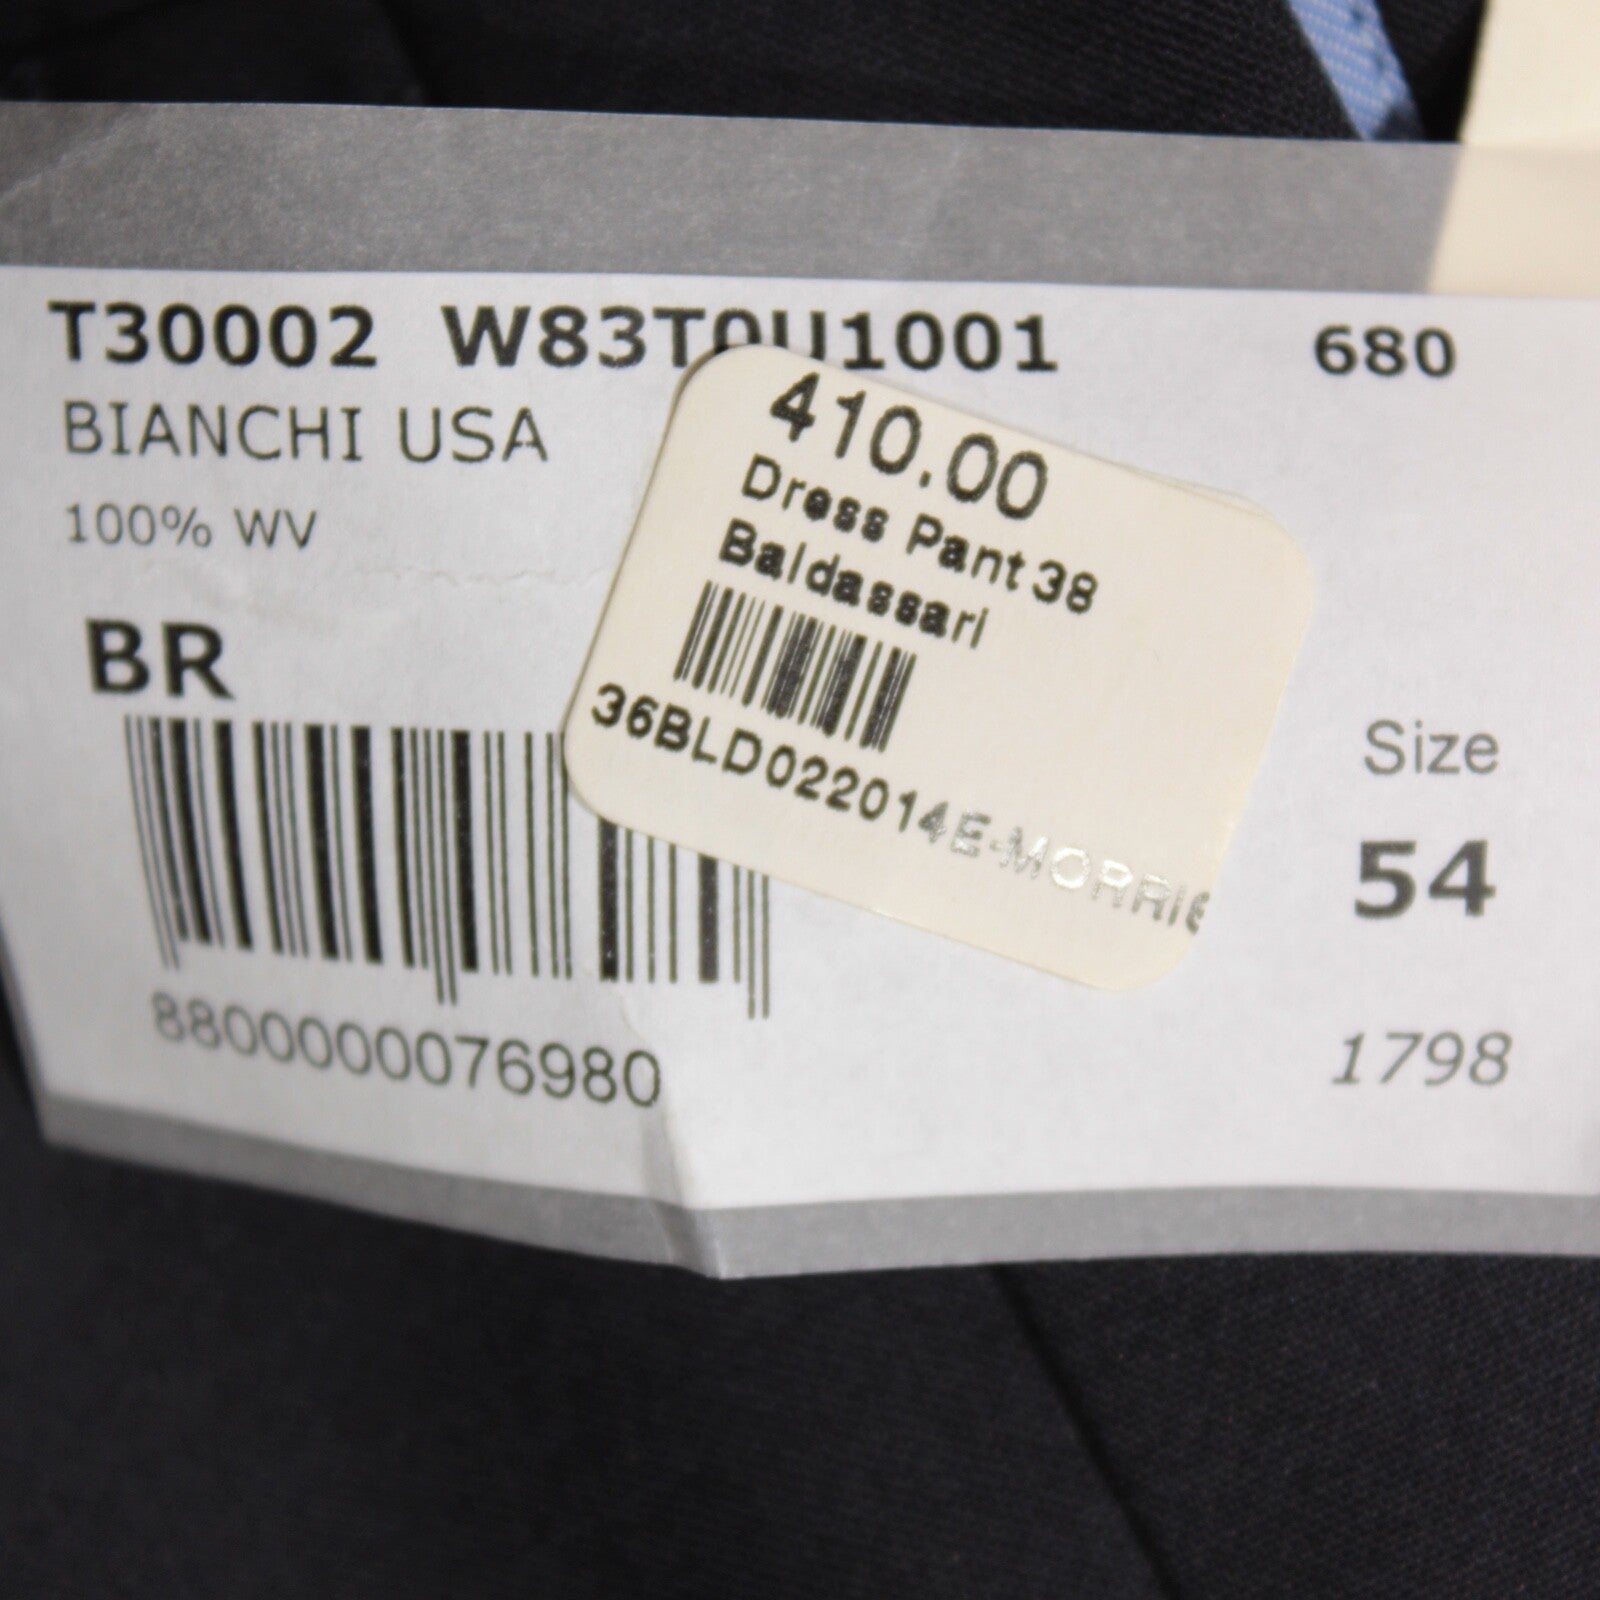 T30002 W83T0U1001 680
BIANCHI USA
100% WV
BR
8800000076980
410.00
Dress Pant 38
Baldassari
36BLD022014E-MORRIS
Size
54
1798